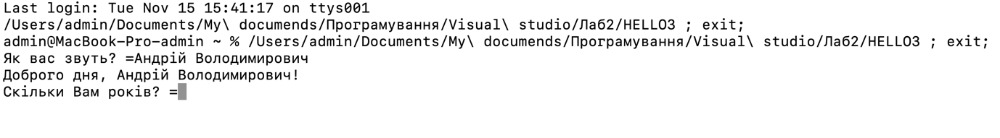 Last login: Tue Nov 15 15:41:17 on ttys001
/Users/admin/Documents/My\ documends/Програмування/Visual\ studio/Лаб2/HELLO3 ; exit;
admin@MacBook-Pro-admin ~ % /Users/admin/Documents/My\ documends/Програмування/Visual\ studio/Лаб2/HELLO3 ; exit;
Як вас звуть? =Андрій Володимирович
Доброго дня, Андрій Володимирович!
Скільки Вам років? =